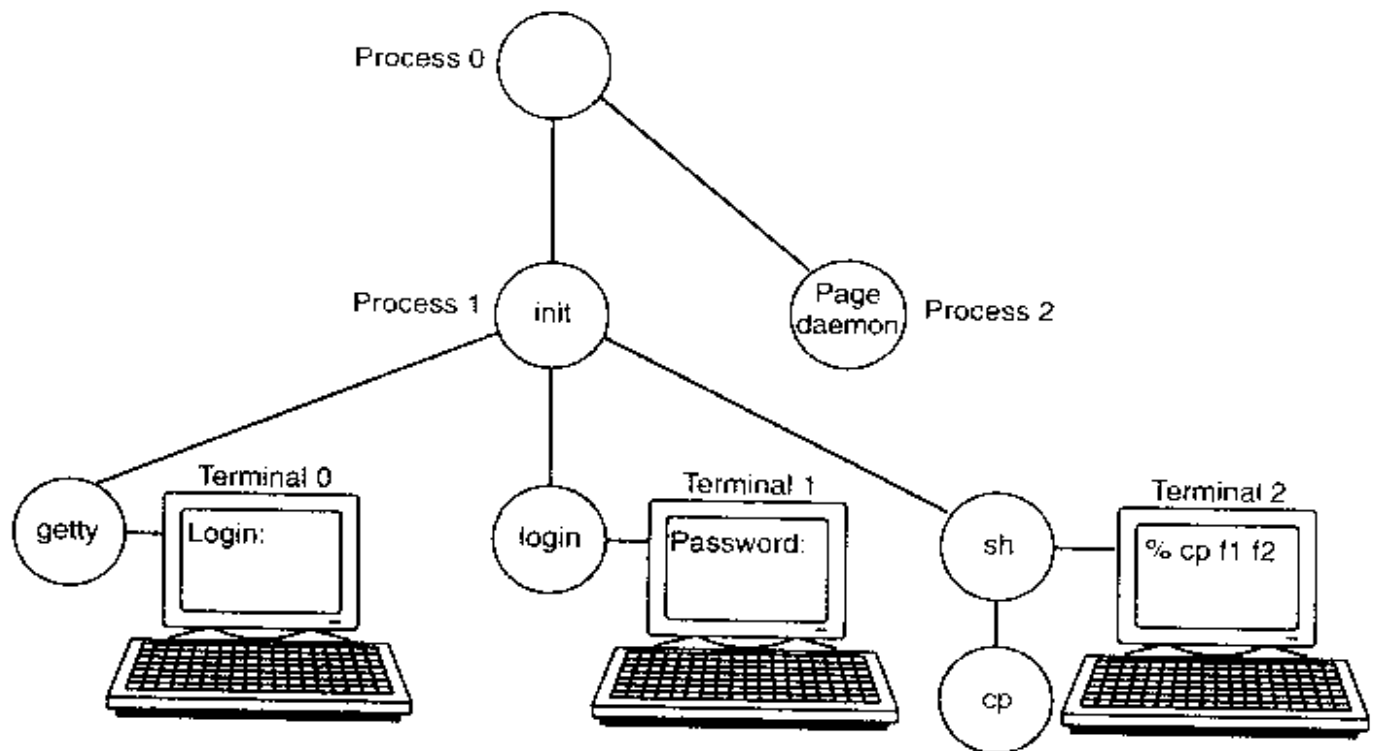 Process 0
Process 1
init
Page
daemon
Process 2
Terminal 0
Terminal 1
Terminal 2
getty
Login:
login
Password:
sh
% cp f1 f2
cp